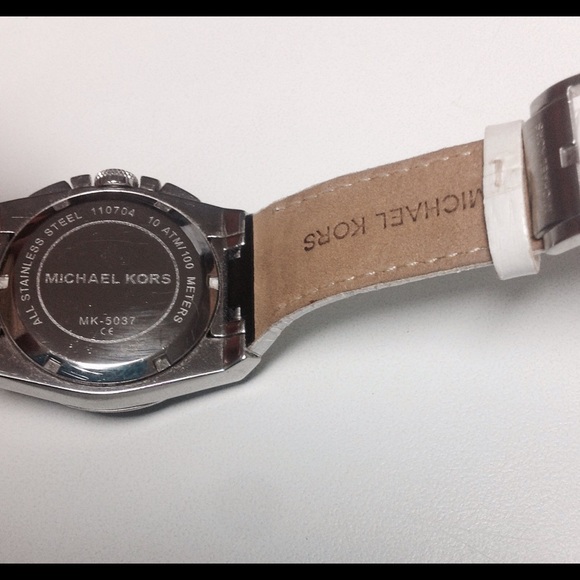 ALL STAINLESS STEEL 110704 10 ATM/100 METERS
MICHAEL KORS
MK-5037
CE
MICHAEL KORS